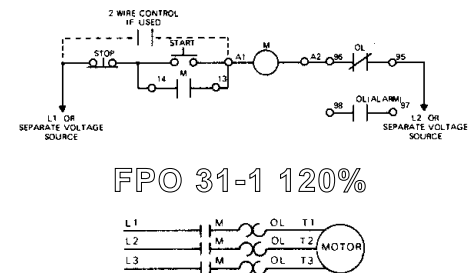 2 WIRE CONTROL
IF USED
STOP
START
A1
M
A2
96
OL
95
14
M
13
98
OL(ALARM)
97
L1 OR
SEPARATE VOLTAGE
SOURCE
L2 OR
SEPARATE VOLTAGE
SOURCE
FPO 31-1 120%
L1 M OL T1
L2 M OL T2
MOTOR
L3 M OL T3